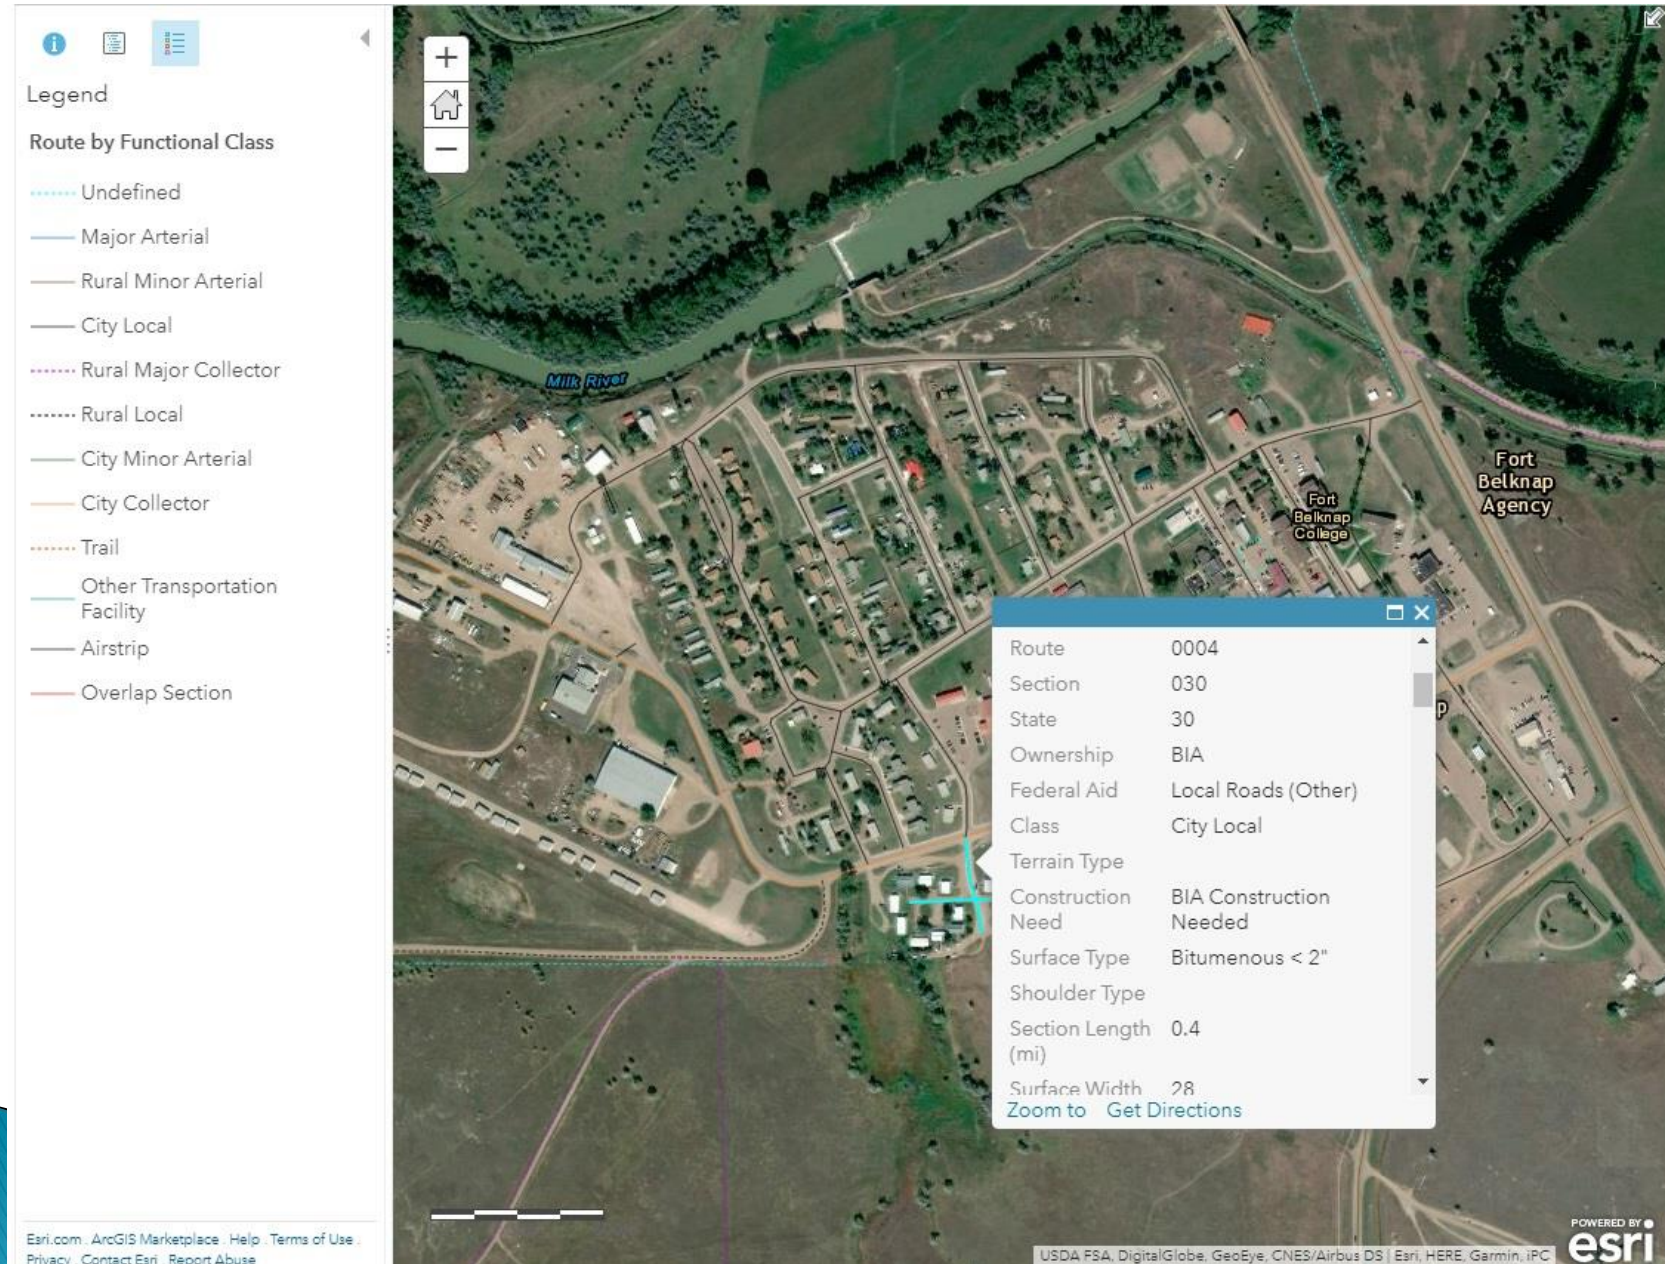 Legend
Route by Functional Class
Undefined
Major Arterial
Rural Minor Arterial
City Local
Rural Major Collector
Rural Local
City Minor Arterial
City Collector
Trail
Other Transportation
Facility
Airstrip
Overlap Section
Esri.com . ArcGIS Marketplace . Help . Terms of Use .
Privacy . Contact Esri . Report Abuse
+
−
Milk River
Fort
Belknap
Agency
Fort
Belknap
College
p
Route 0004
Section 030
State 30
Ownership BIA
Federal Aid Local Roads (Other)
Class City Local
Terrain Type
Construction BIA Construction
Need Needed
Surface Type Bitumenous < 2"
Shoulder Type
Section Length 0.4
(mi)
Surface Width 28
Zoom to Get Directions
POWERED BY
esri
USDA FSA, DigitalGlobe, GeoEye, CNES/Airbus DS | Esri, HERE, Garmin, iPC